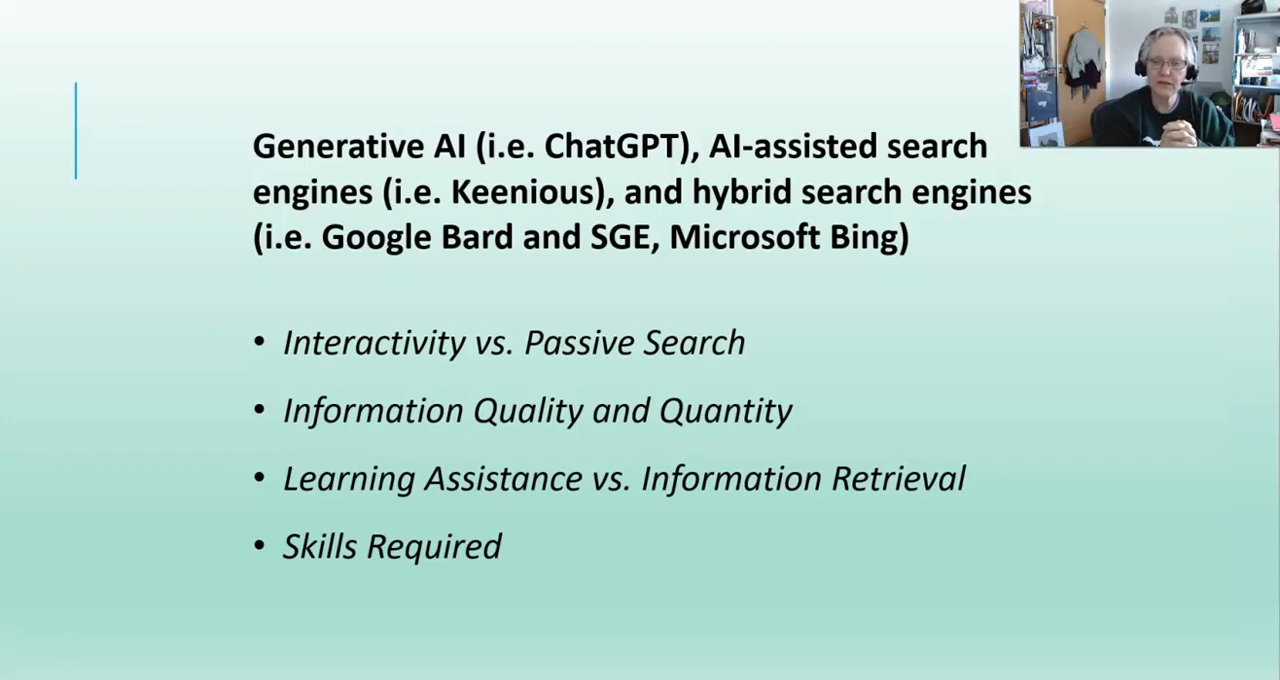 Generative AI (i.e. ChatGPT), AI-assisted search
engines (i.e. Keenious), and hybrid search engines
(i.e. Google Bard and SGE, Microsoft Bing)
• Interactivity vs. Passive Search
• Information Quality and Quantity
• Learning Assistance vs. Information Retrieval
• Skills Required